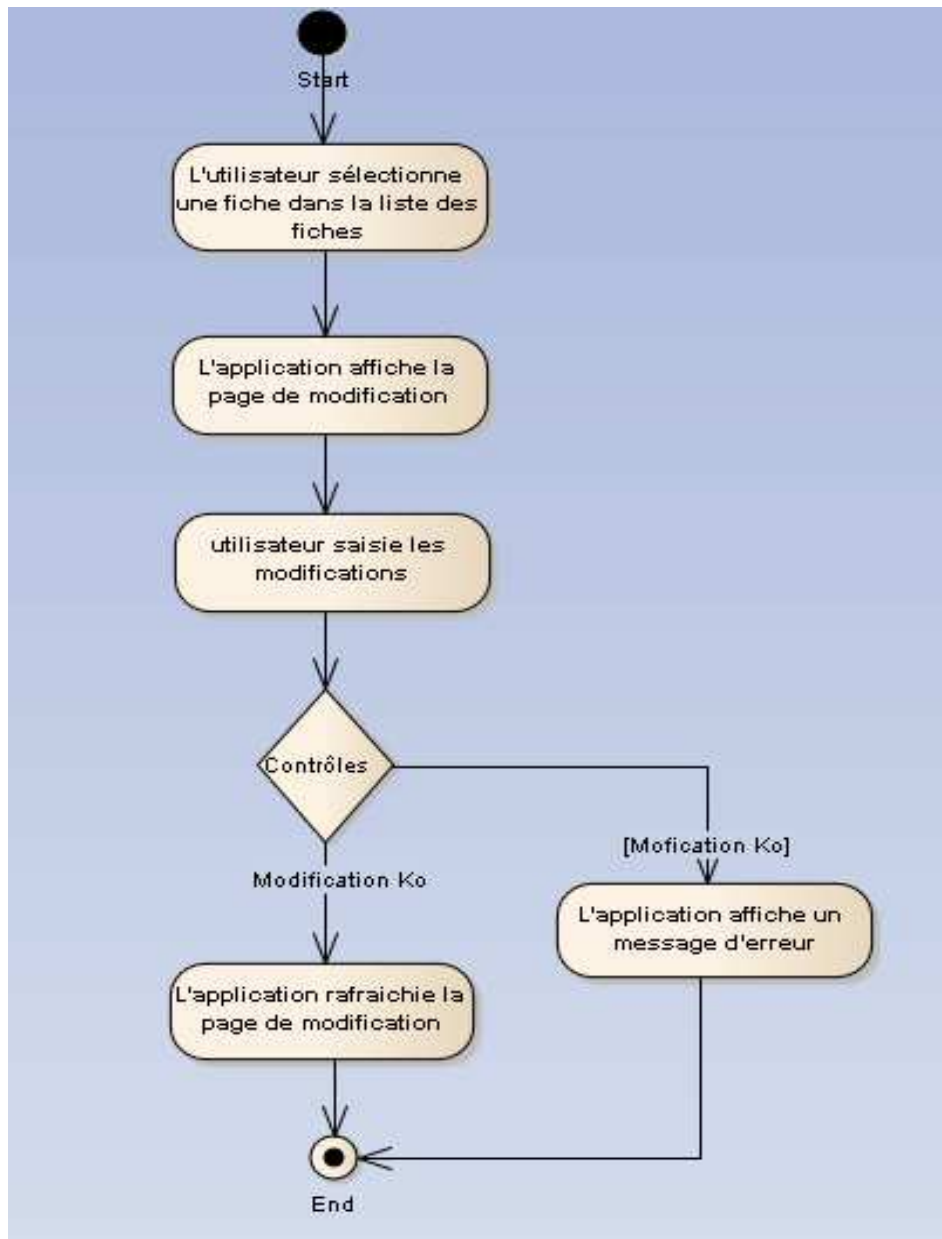 Start
L'utilisateur sélectionne
une fiche dans la liste des
fiches
L'application affiche la
page de modification
utilisateur saisie les
modifications
Contrôles
[Mofication Ko]
Modification Ko
L'application affiche un
message d'erreur
L'application rafraichie la
page de modification
End